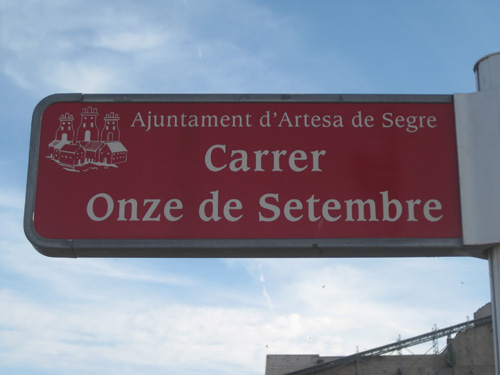 Ajuntament d'Artesa de Segre
Carrer
Onze de Setembre